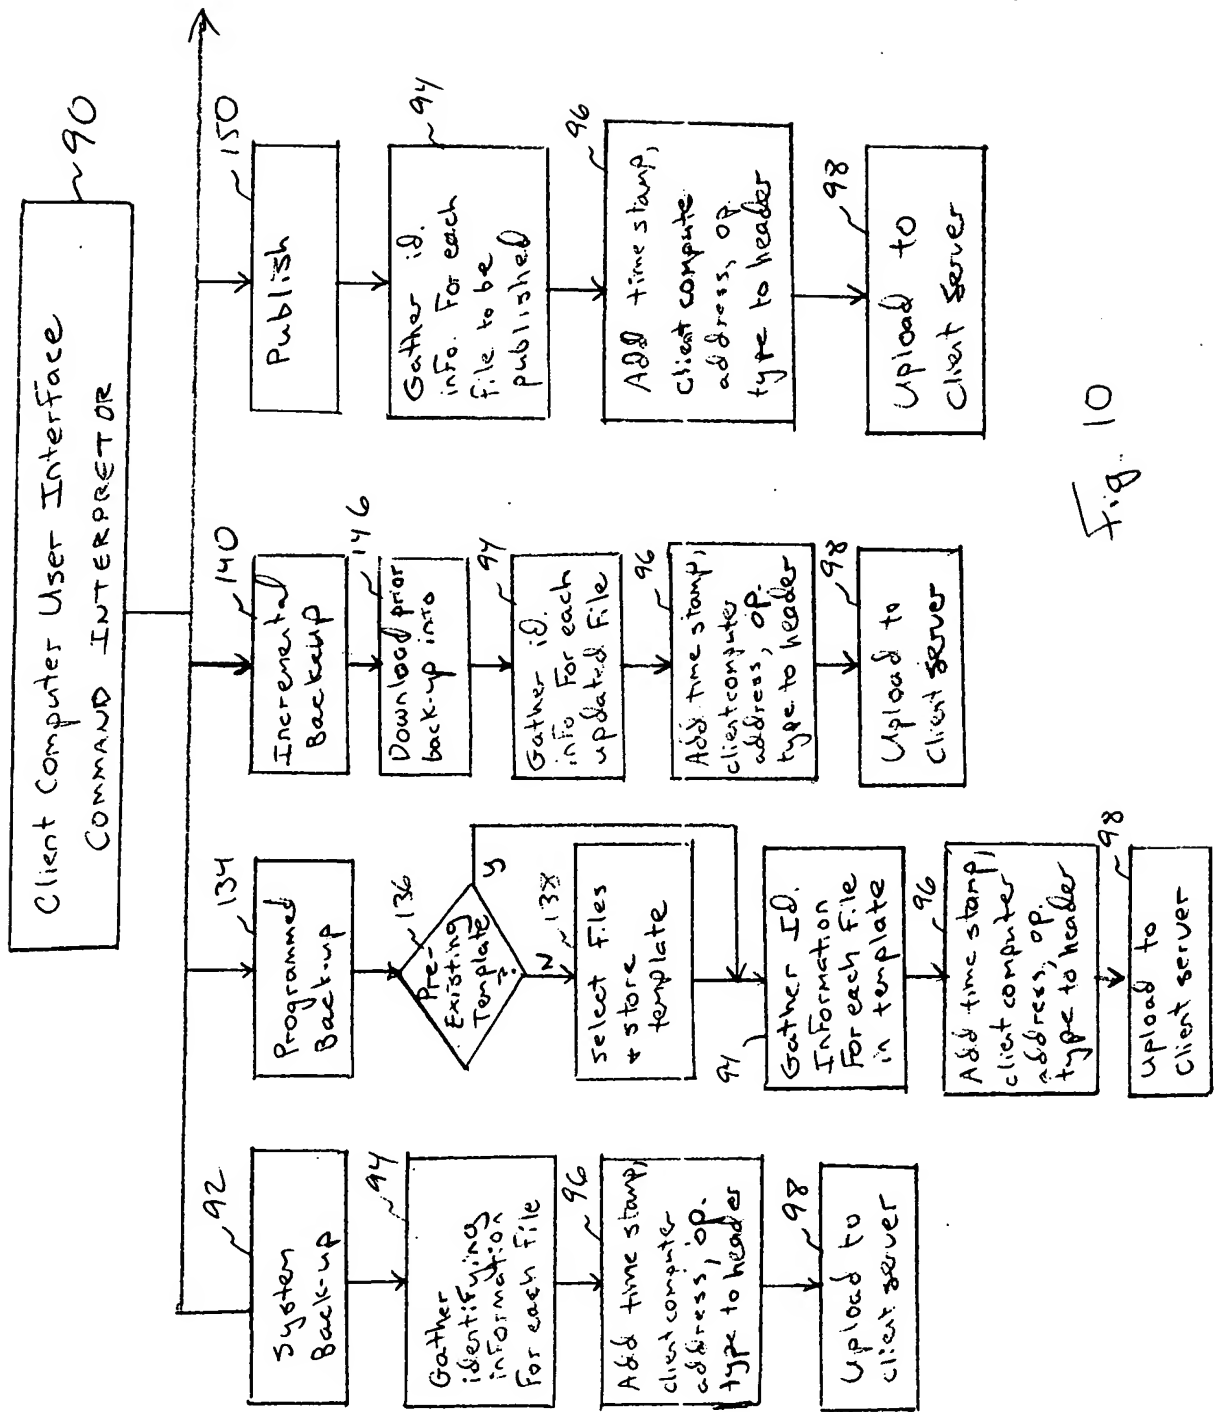 Client Computer User Interface
COMMAND INTERPRETOR
90
92
System
Back-up
94
Gather
identifying
information
For each file
96
Add time stamp,
client computer
address, op.
type to header
98
Upload to
client server
134
Programmed
Back-up
136
Pre-
Existing
Template
?
y
N
138
Select Files
+ store
template
94
Gather Id.
Information
For each file
in template
96
Add time stamp,
client computer
address, op.
type to header
98
Upload to
Client server
140
Incremental
Backup
146
Download prior
back-up into
94
Gather id.
info For each
updated File
96
Add time stamp,
client computer
address, op.
type to header
98
Upload to
Client server
150
Publish
94
Gather id.
info. For each
file to be
published
96
Add time stamp,
Client compute
address, op.
type to header
98
Upload to
Client Server
Fig. 10